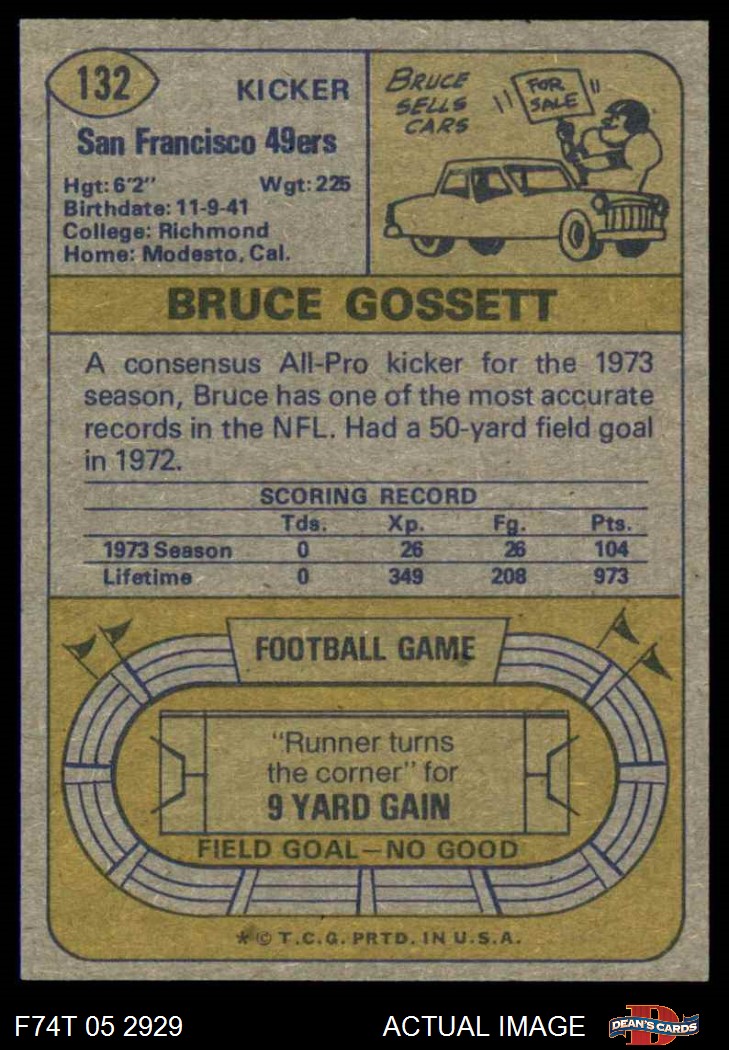 132
KICKER
San Francisco 49ers
Hgt: 6'2" Wgt: 225
Birthdate: 11-9-41
College: Richmond
Home: Modesto, Cal.
BRUCE
SELLS
CARS
FOR
SALE
BRUCE GOSSETT
A consensus All-Pro kicker for the 1973
season, Bruce has one of the most accurate
records in the NFL. Had a 50-yard field goal
in 1972.
SCORING RECORD
Tds. Xp. Fg. Pts.
1973 Season 0 26 26 104
Lifetime 0 349 208 973
FOOTBALL GAME
"Runner turns
the corner" for
9 YARD GAIN
FIELD GOAL—NO GOOD
* © T.C.G. PRTD. IN U.S.A.
F74T 05 2929 ACTUAL IMAGE
D
DEAN'S CARDS